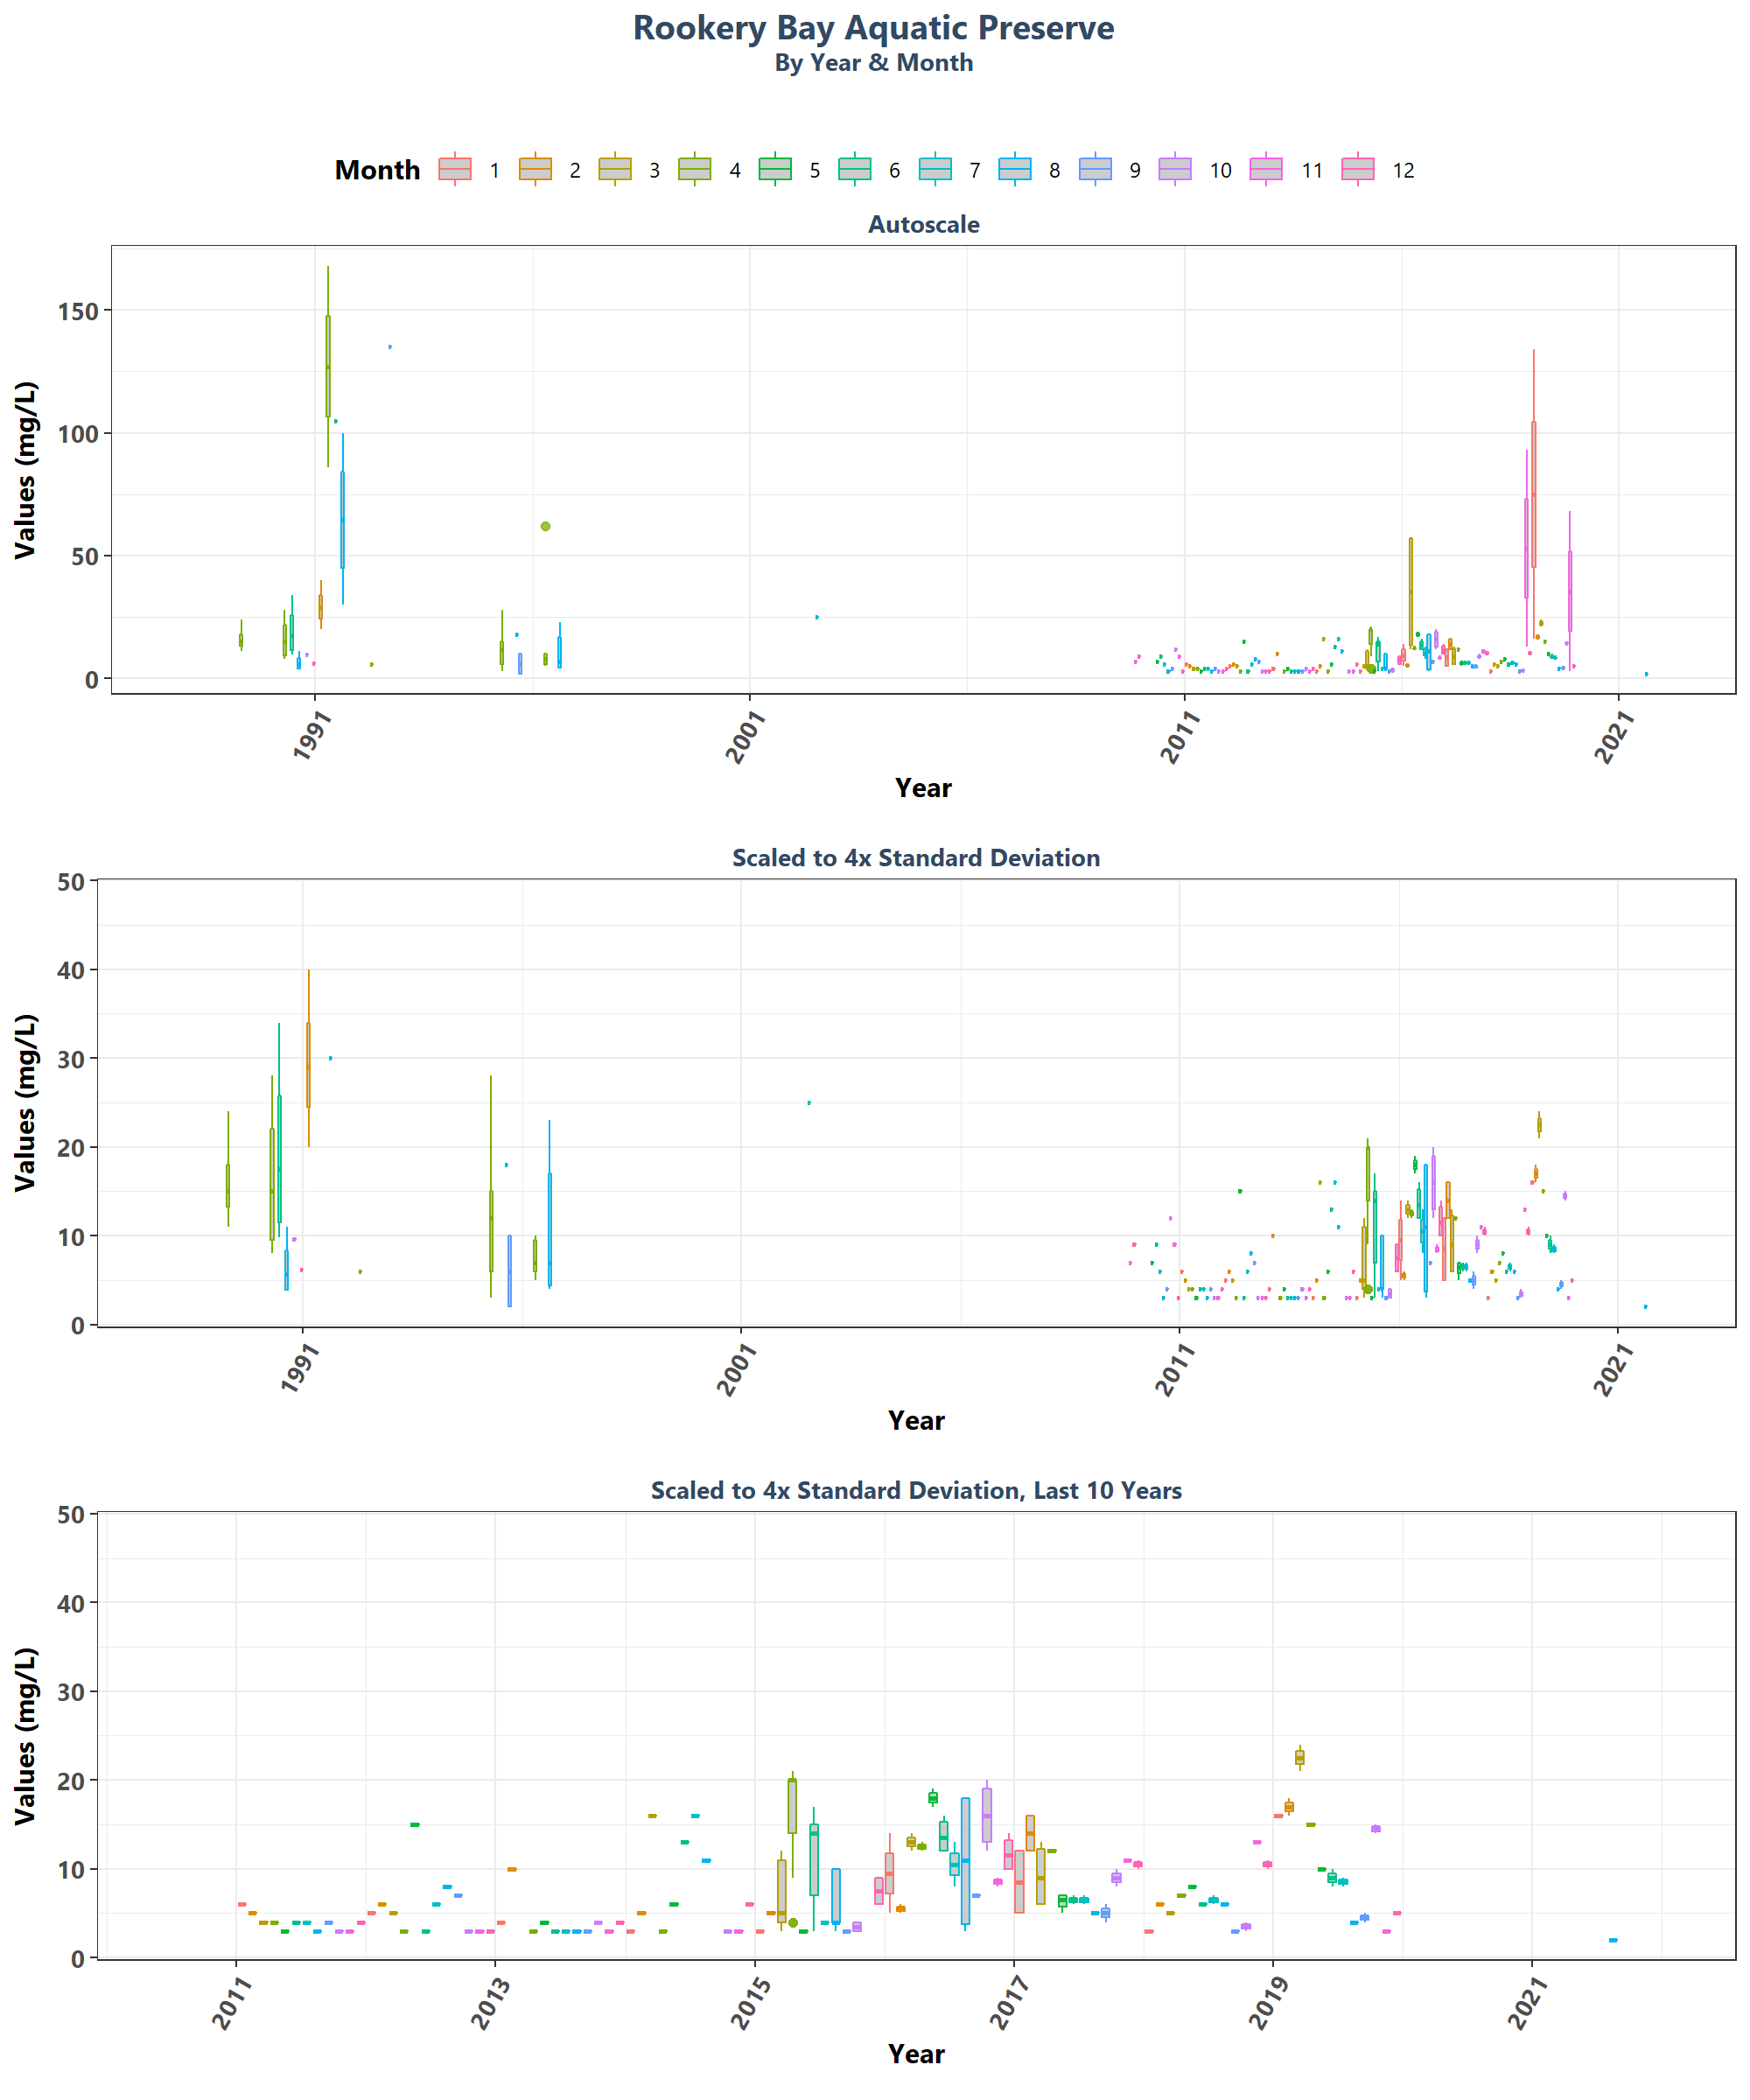 Rookery Bay Aquatic Preserve
By Year & Month
Month 1 2 3 4 5 6 7 8 9 10 11 12
Autoscale
Values (mg/L)
150
100
50
0
1991 2001 2011 2021
Year
Scaled to 4x Standard Deviation
Values (mg/L)
50
40
30
20
10
0
1991 2001 2011 2021
Year
Scaled to 4x Standard Deviation, Last 10 Years
Values (mg/L)
50
40
30
20
10
0
2011 2013 2015 2017 2019 2021
Year